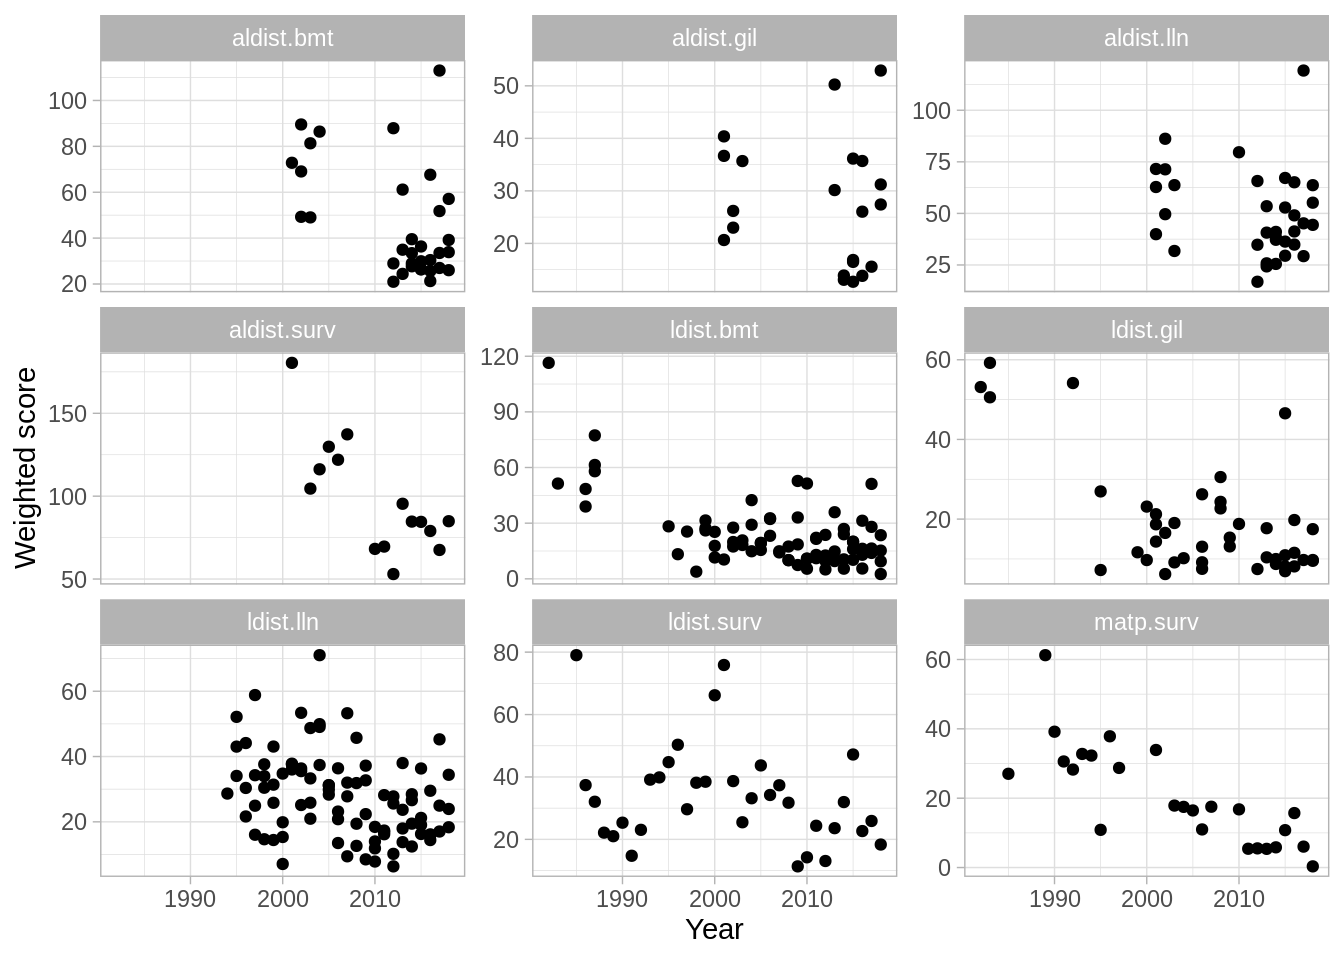 aldist.bmt aldist.gil aldist.lln
100 80 60 40 20
50 40 30 20
100 75 50 25
aldist.surv ldist.bmt ldist.gil
150 100 50
120 90 60 30 0
60 40 20
Weighted score
ldist.lln ldist.surv matp.surv
60 40 20
80 60 40 20
60 40 20 0
1990 2000 2010 1990 2000 2010 1990 2000 2010
Year